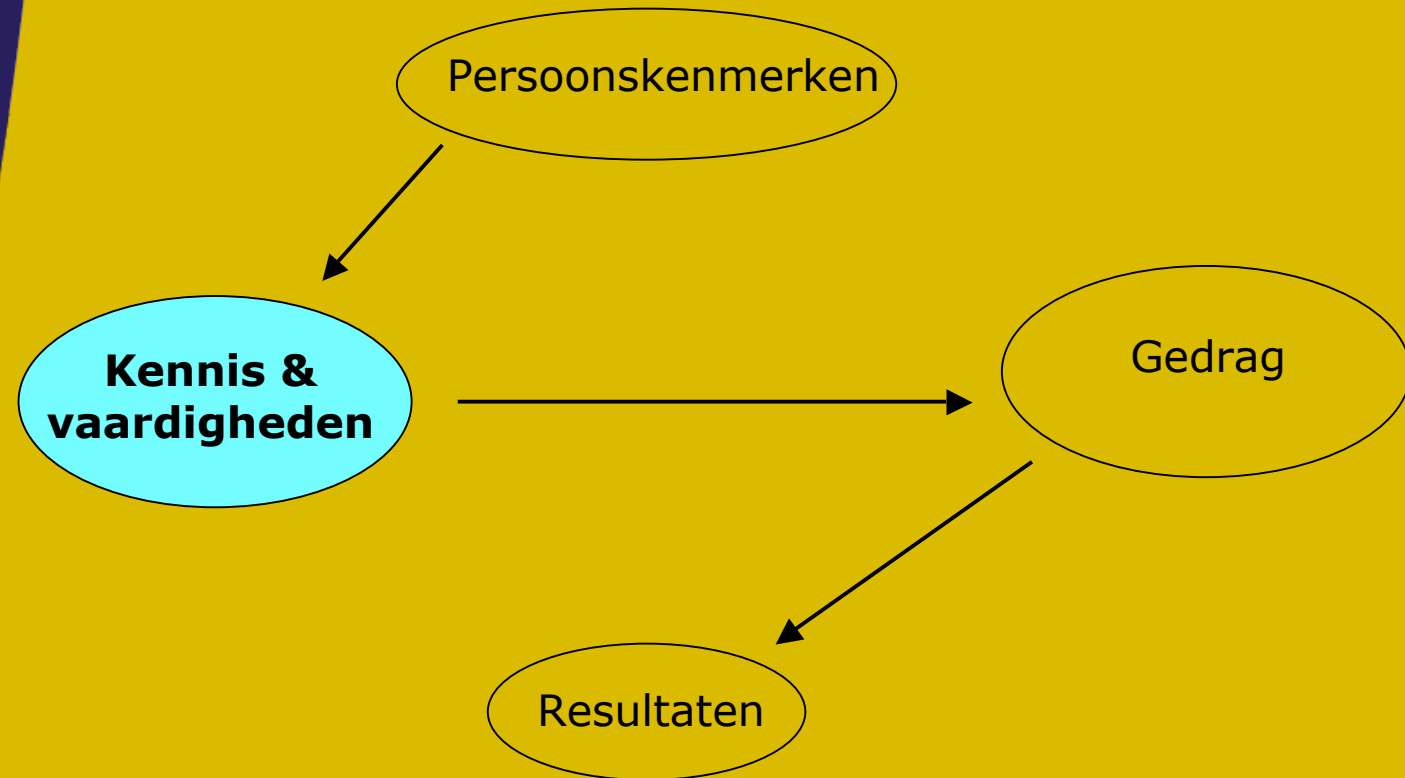 Persoonskenmerken
Kennis &
vaardigheden
Gedrag
Resultaten